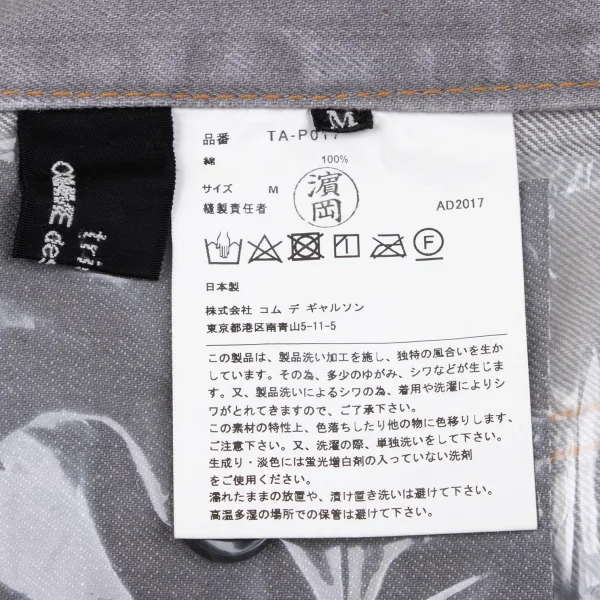 M
品番 TA-P017
綿 100%
サイズ M
濱岡
縫製責任者 AD2017
F
日本製
株式会社 コム デ ギャルソン
東京都港区南青山5-11-5
この製品は、製品洗い加工を施し、独特の風合いを生か
しています。その為、多少のゆがみ、シワなどが生じま
す。又、製品洗いによるシワの為、着用や洗濯によりシ
ワがとれてきますので、ご了承下さい。
この素材の特性上、色落ちしたり他の物に色移りします、
ご注意下さい。又、洗濯の際、単独洗いをして下さい。
生成り・淡色には蛍光増白剤の入っていない洗剤
をご使用ください。
濡れたままの放置や、漬け置き洗いは避けて下さい。
高温多湿の場所での保管は避けて下さい。